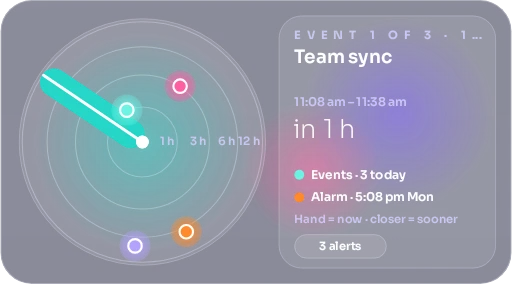 EVENT 1 OF 3 · 1…
Team sync
11:08 am – 11:38 am
in 1 h
1 h 3 h 6 h 12 h
Events · 3 today
Alarm · 5:08 pm Mon
Hand = now · closer = sooner
3 alerts